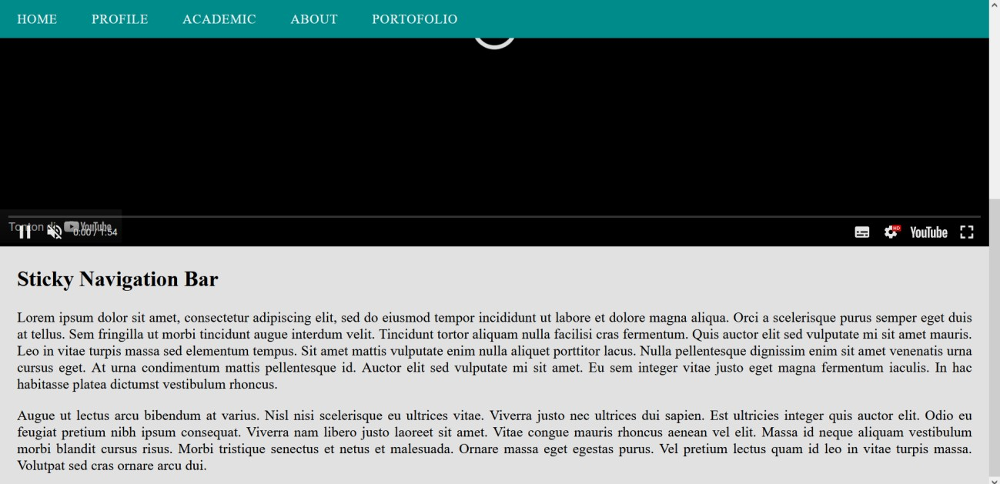 HOME PROFILE ACADEMIC ABOUT PORTOFOLIO
Tonton di YouTube
0:00 / 1:54
HD
YouTube
Sticky Navigation Bar
Lorem ipsum dolor sit amet, consectetur adipiscing elit, sed do eiusmod tempor incididunt ut labore et dolore magna aliqua. Orci a scelerisque purus semper eget duis
at tellus. Sem fringilla ut morbi tincidunt augue interdum velit. Tincidunt tortor aliquam nulla facilisi cras fermentum. Quis auctor elit sed vulputate mi sit amet mauris.
Leo in vitae turpis massa sed elementum tempus. Sit amet mattis vulputate enim nulla aliquet porttitor lacus. Nulla pellentesque dignissim enim sit amet venenatis urna
cursus eget. At urna condimentum mattis pellentesque id. Auctor elit sed vulputate mi sit amet. Eu sem integer vitae justo eget magna fermentum iaculis. In hac
habitasse platea dictumst vestibulum rhoncus.
Augue ut lectus arcu bibendum at varius. Nisl nisi scelerisque eu ultrices vitae. Viverra justo nec ultrices dui sapien. Est ultricies integer quis auctor elit. Odio eu
feugiat pretium nibh ipsum consequat. Viverra nam libero justo laoreet sit amet. Vitae congue mauris rhoncus aenean vel elit. Massa id neque aliquam vestibulum
morbi blandit cursus risus. Morbi tristique senectus et netus et malesuada. Ornare massa eget egestas purus. Vel pretium lectus quam id leo in vitae turpis massa.
Volutpat sed cras ornare arcu dui.